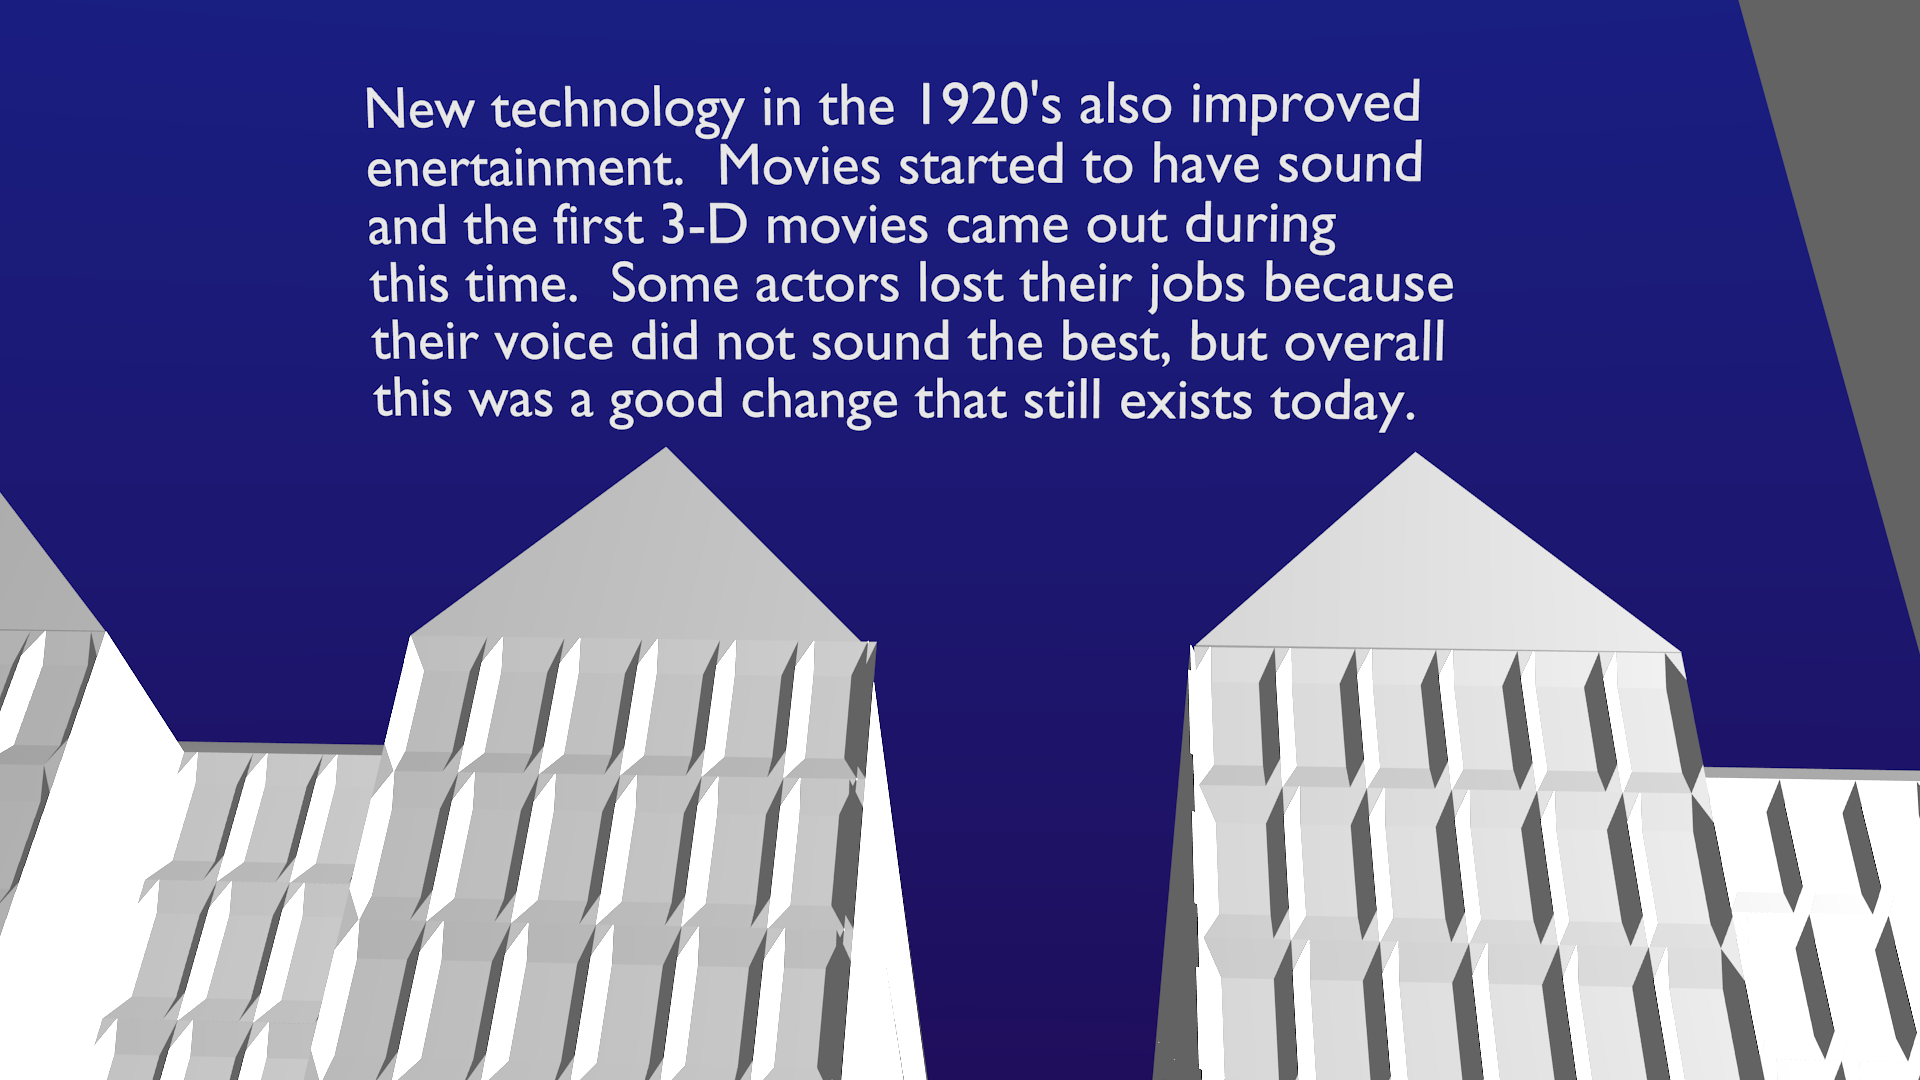 New technology in the 1920's also improved
enertainment.  Movies started to have sound
and the first 3-D movies came out during
this time.  Some actors lost their jobs because
their voice did not sound the best, but overall
this was a good change that still exists today.